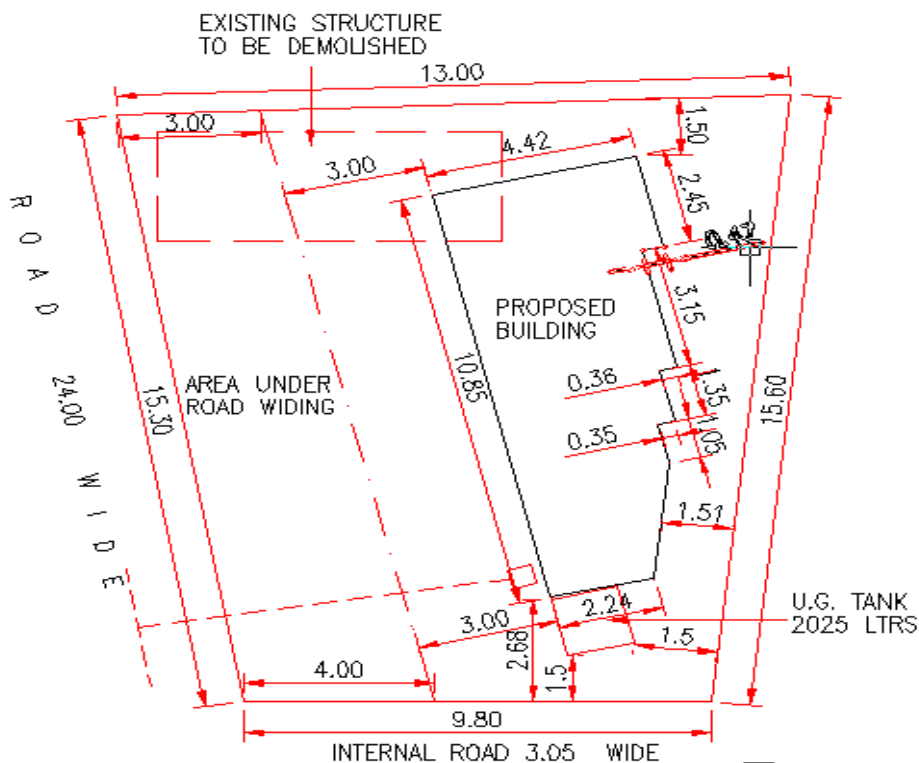 EXISTING STRUCTURE
TO BE DEMOLISHED
13.00
3.00
1.50
4.42
3.00
2.45
ROAD 24.00 WIDE
3.15
PROPOSED
BUILDING
10.85
0.36
.35
AREA UNDER
ROAD WIDING
15.30
15.60
0.35
1.05
1.51
U.G. TANK
2025 LTRS
2.24
3.00
2.68
1.5
1.5
4.00
9.80
INTERNAL ROAD 3.05 WIDE